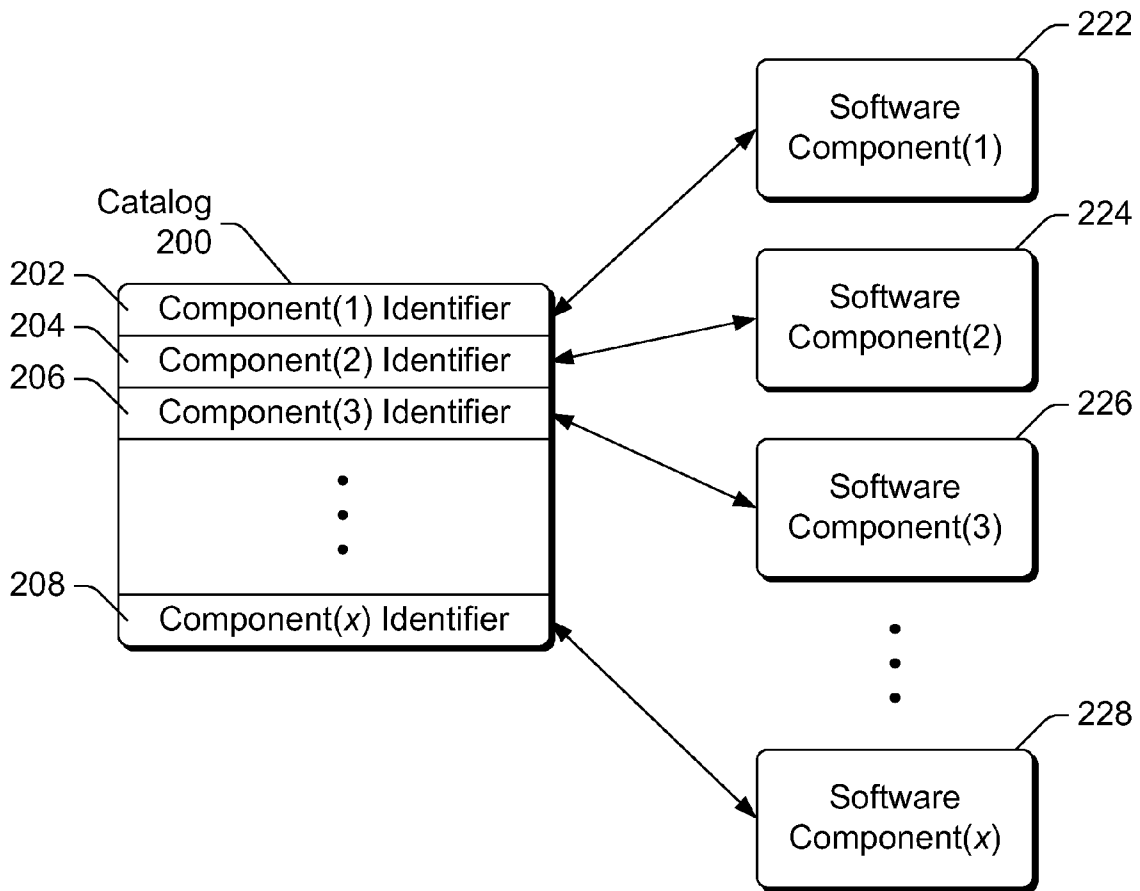 222
Software
Component(1)
Catalog
200
224
202
Component(1) Identifier
Software
Component(2)
204
Component(2) Identifier
206
Component(3) Identifier
226
Software
Component(3)
208
Component(x) Identifier
228
Software
Component(x)